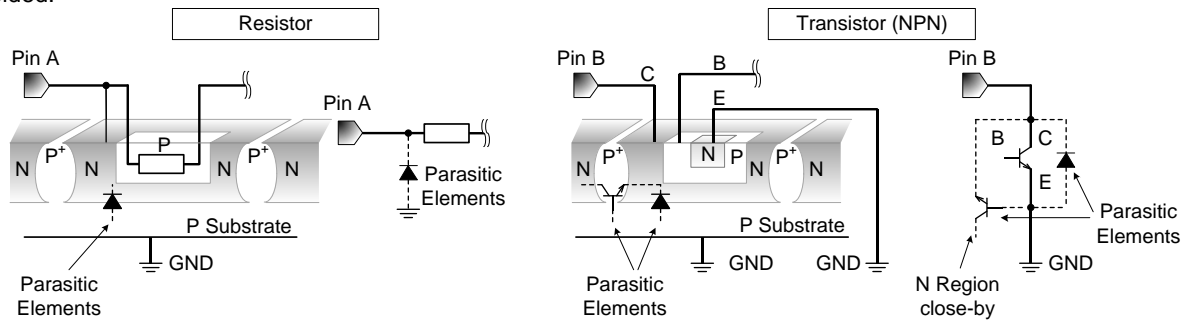 Resistor
Transistor (NPN)
Pin A
Pin B
C
B
E
Pin B
Pin A
N
P+
N
P
P+
N
N
P+
N
P
B
C
E
Parasitic
Elements
P Substrate
GND
Parasitic
Elements
P Substrate
GND
GND
Parasitic
Elements
Parasitic
Elements
N Region
close-by
GND